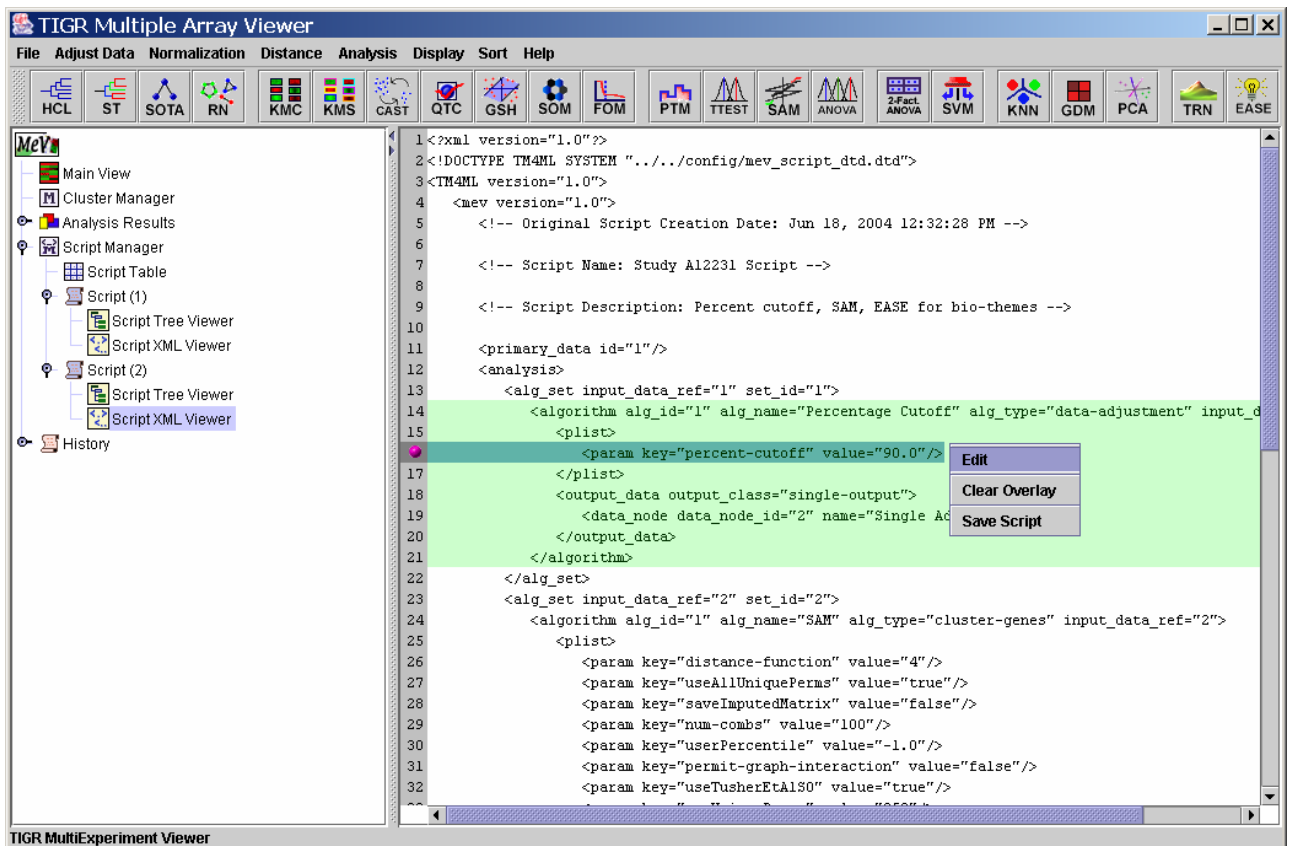 TIGR Multiple Array Viewer
File Adjust Data Normalization Distance Analysis Display Sort Help
HCL ST SOTA RN KMC KMS CAST QTC GSH SOM FOM PTM TTEST SAM ANOVA 2-Fact. ANOVA SVM KNN GDM PCA TRN EASE
MeV
Main View
M Cluster Manager
Analysis Results
Script Manager
Script Table
Script (1)
Script Tree Viewer
Script XML Viewer
Script (2)
Script Tree Viewer
Script XML Viewer
History
1 <?xml version="1.0"?>
2 <!DOCTYPE TM4ML SYSTEM "../../config/mev_script_dtd.dtd">
3 <TM4ML version="1.0">
4 <mev version="1.0">
5 <!-- Original Script Creation Date: Jun 18, 2004 12:32:28 PM -->
6
7 <!-- Script Name: Study A12231 Script -->
8
9 <!-- Script Description: Percent cutoff, SAM, EASE for bio-themes -->
10
11 <primary_data id="1"/>
12 <analysis>
13 <alg_set input_data_ref="1" set_id="1">
14 <algorithm alg_id="1" alg_name="Percentage Cutoff" alg_type="data-adjustment" input_d
15 <plist>
<param key="percent-cutoff" value="90.0"/>
17 </plist>
18 <output_data output_class="single-output">
19 <data_node data_node_id="2" name="Single Ad
20 </output_data>
21 </algorithm>
22 </alg_set>
23 <alg_set input_data_ref="2" set_id="2">
24 <algorithm alg_id="1" alg_name="SAM" alg_type="cluster-genes" input_data_ref="2">
25 <plist>
26 <param key="distance-function" value="4"/>
27 <param key="useAllUniquePerms" value="true"/>
28 <param key="saveImputedMatrix" value="false"/>
29 <param key="num-combs" value="100"/>
30 <param key="userPercentile" value="-1.0"/>
31 <param key="permit-graph-interaction" value="false"/>
32 <param key="useTusherEtAlS0" value="true"/>
Edit
Clear Overlay
Save Script
TIGR MultiExperiment Viewer